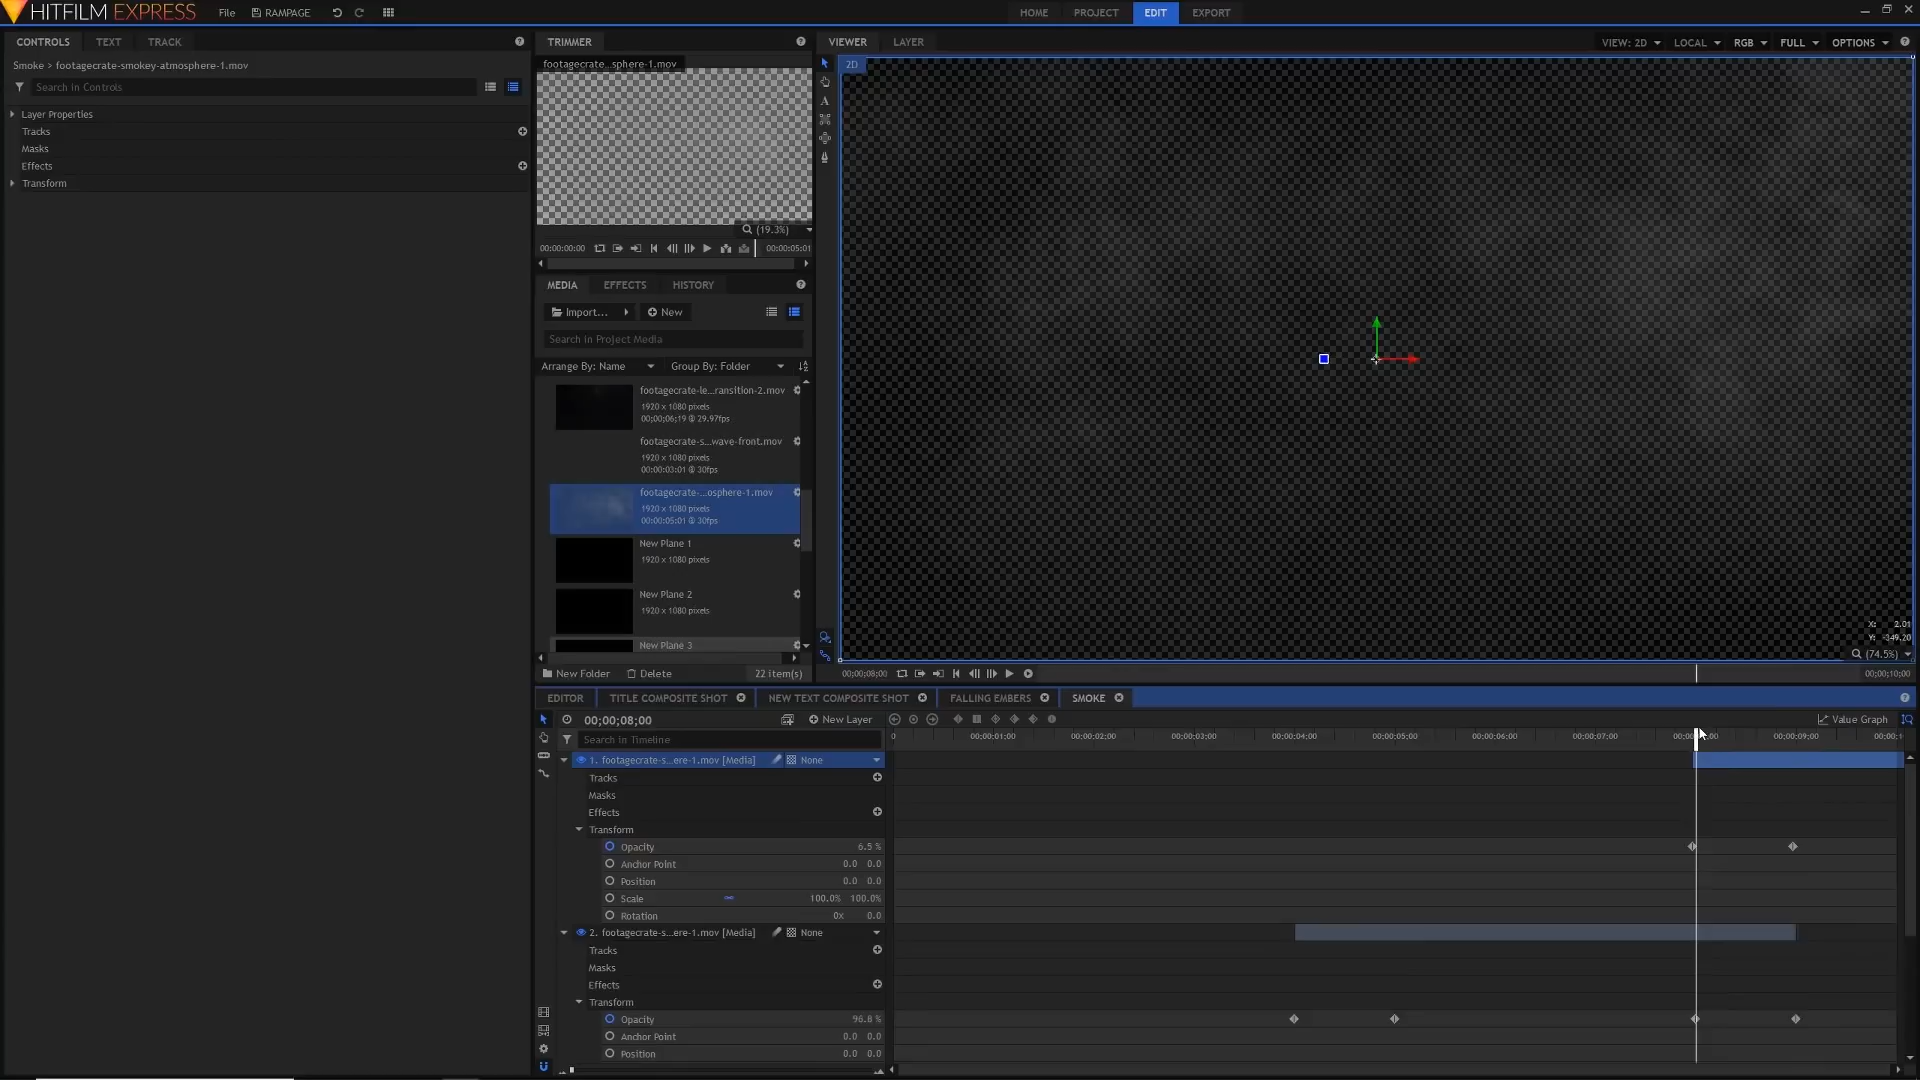 HITFILM EXPRESS
File
RAMPAGE
HOME
PROJECT
EDIT
EXPORT
CONTROLS
TEXT
TRACK
Smoke > footagecrate-smokey-atmosphere-1.mov
Search in Controls
Layer Properties
Tracks
Masks
Effects
Transform
TRIMMER
footagecrate...sphere-1.mov
(19.3%)
00:00:00:00
00:00:05:01
MEDIA
EFFECTS
HISTORY
Import...
New
Search in Project Media
Arrange By: Name
Group By: Folder
footagecrate-le...ransition-2.mov
1920 x 1080 pixels
00;00;06;19 @ 29.97fps
footagecrate-s...wave-front.mov
1920 x 1080 pixels
00:00:03:01 @ 30fps
footagecrate-...osphere-1.mov
1920 x 1080 pixels
00:00:05:01 @ 30fps
New Plane 1
1920 x 1080 pixels
New Plane 2
1920 x 1080 pixels
New Plane 3
New Folder
Delete
22 item(s)
VIEWER
LAYER
VIEW: 2D
LOCAL
RGB
FULL
OPTIONS
2D
A
X: 2.01
Y: -349.20
(74.5%)
00;00;08;00
00;00;10;00
EDITOR
TITLE COMPOSITE SHOT
NEW TEXT COMPOSITE SHOT
FALLING EMBERS
SMOKE
00;00;08;00
New Layer
Value Graph
Search in Timeline
0
00;00;01;00
00;00;02;00
00;00;03;00
00;00;04;00
00;00;05;00
00;00;06;00
00;00;07;00
00;00;09;00
1. footagecrate-s...ere-1.mov [Media]
None
Tracks
Masks
Effects
Transform
Opacity 6.5 %
Anchor Point 0.0 0.0
Position 0.0 0.0
Scale 100.0% 100.0%
Rotation 0x 0.0
2. footagecrate-s...ere-1.mov [Media]
None
Tracks
Masks
Effects
Transform
Opacity 96.8 %
Anchor Point 0.0 0.0
Position 0.0 0.0